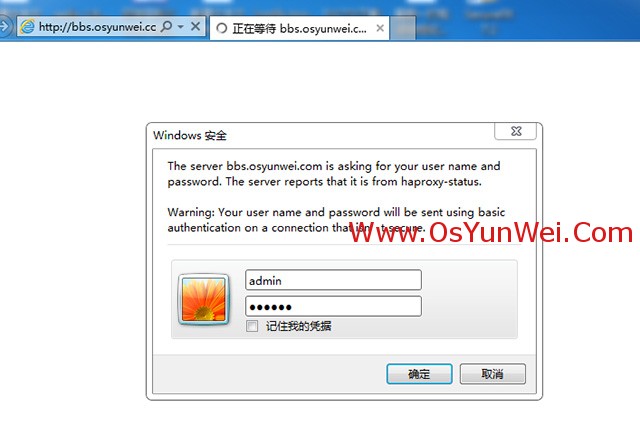 http://bbs.osyunwei.cc
正在等待 bbs.osyunwei.c...
Windows 安全
The server bbs.osyunwei.com is asking for your user name and
password. The server reports that it is from haproxy-status.
Warning: Your user name and password will be sent using basic
authentication on a connection that isn't secure.
Www.OsYunWei.Com
admin
●●●●●●
记住我的凭据
确定
取消